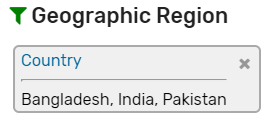 Geographic Region
Country
Bangladesh, India, Pakistan